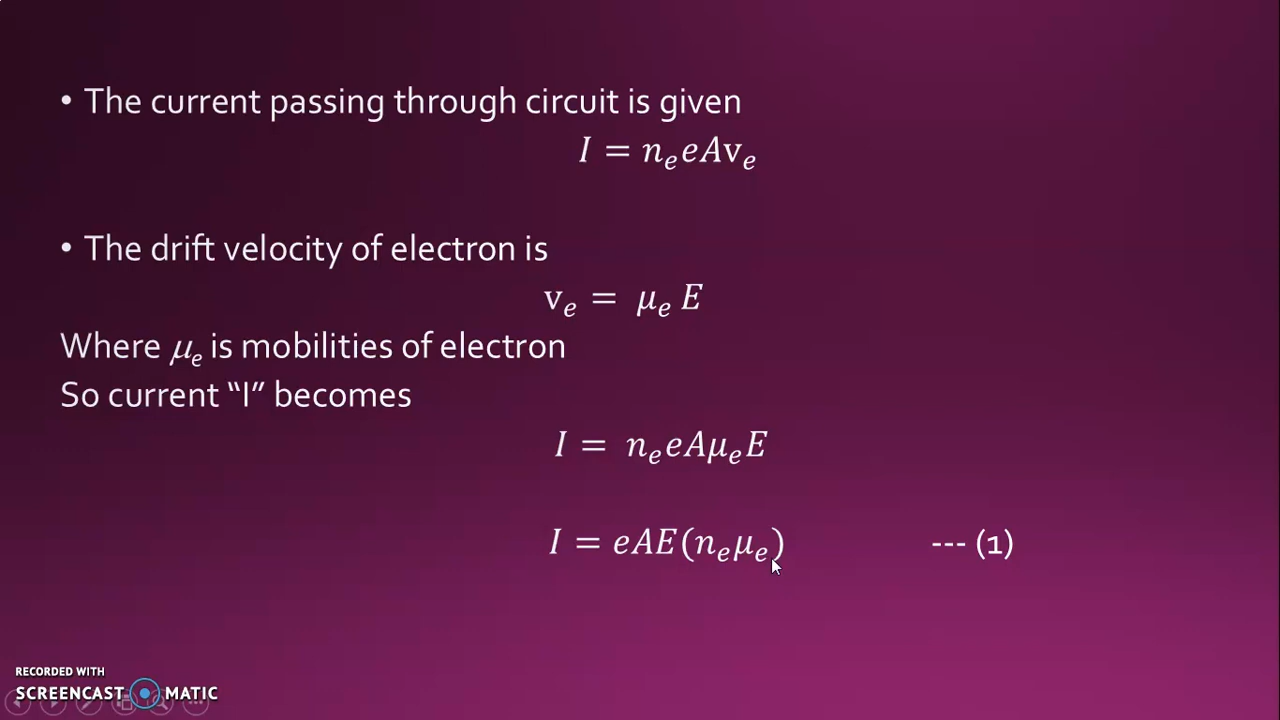 • The current passing through circuit is given
I = nₑeAvₑ
• The drift velocity of electron is
vₑ = μₑ E
Where μₑ is mobilities of electron
So current “I” becomes
I = nₑeAμₑE
I = eAE(nₑμₑ) --- (1)
RECORDED WITH
SCREENCAST MATIC